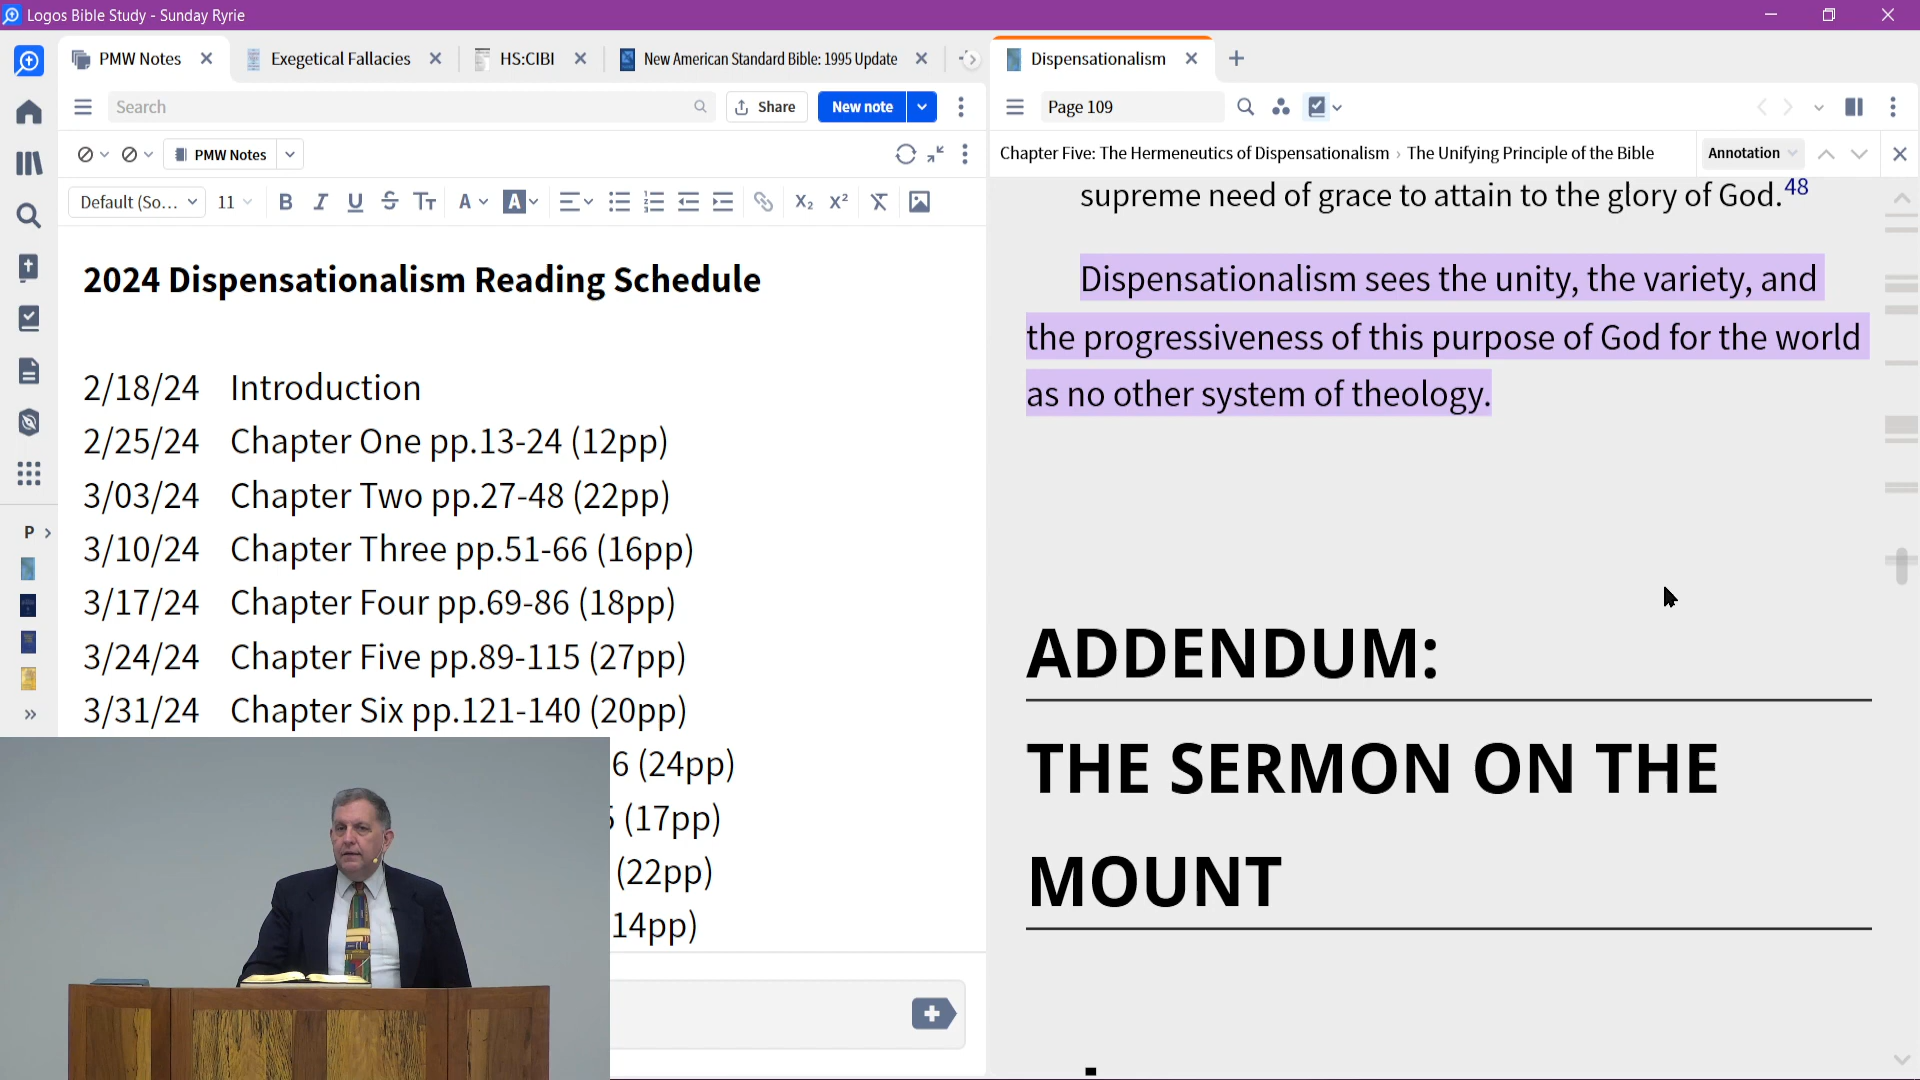 Logos Bible Study - Sunday Ryrie
PMW Notes
Exegetical Fallacies
HS:CIBI
New American Standard Bible: 1995 Update
Dispensationalism
Search
Share
New note
Page 109
PMW Notes
Chapter Five: The Hermeneutics of Dispensationalism › The Unifying Principle of the Bible
Annotation
Default (So...
11
B I U S Tт A A X₂ X²
P
2024 Dispensationalism Reading Schedule
2/18/24 Introduction
2/25/24 Chapter One pp.13-24 (12pp)
3/03/24 Chapter Two pp.27-48 (22pp)
3/10/24 Chapter Three pp.51-66 (16pp)
3/17/24 Chapter Four pp.69-86 (18pp)
3/24/24 Chapter Five pp.89-115 (27pp)
3/31/24 Chapter Six pp.121-140 (20pp)
6 (24pp)
(17pp)
(22pp)
14pp)
supreme need of grace to attain to the glory of God.48
Dispensationalism sees the unity, the variety, and
the progressiveness of this purpose of God for the world
as no other system of theology.
ADDENDUM:
THE SERMON ON THE
MOUNT